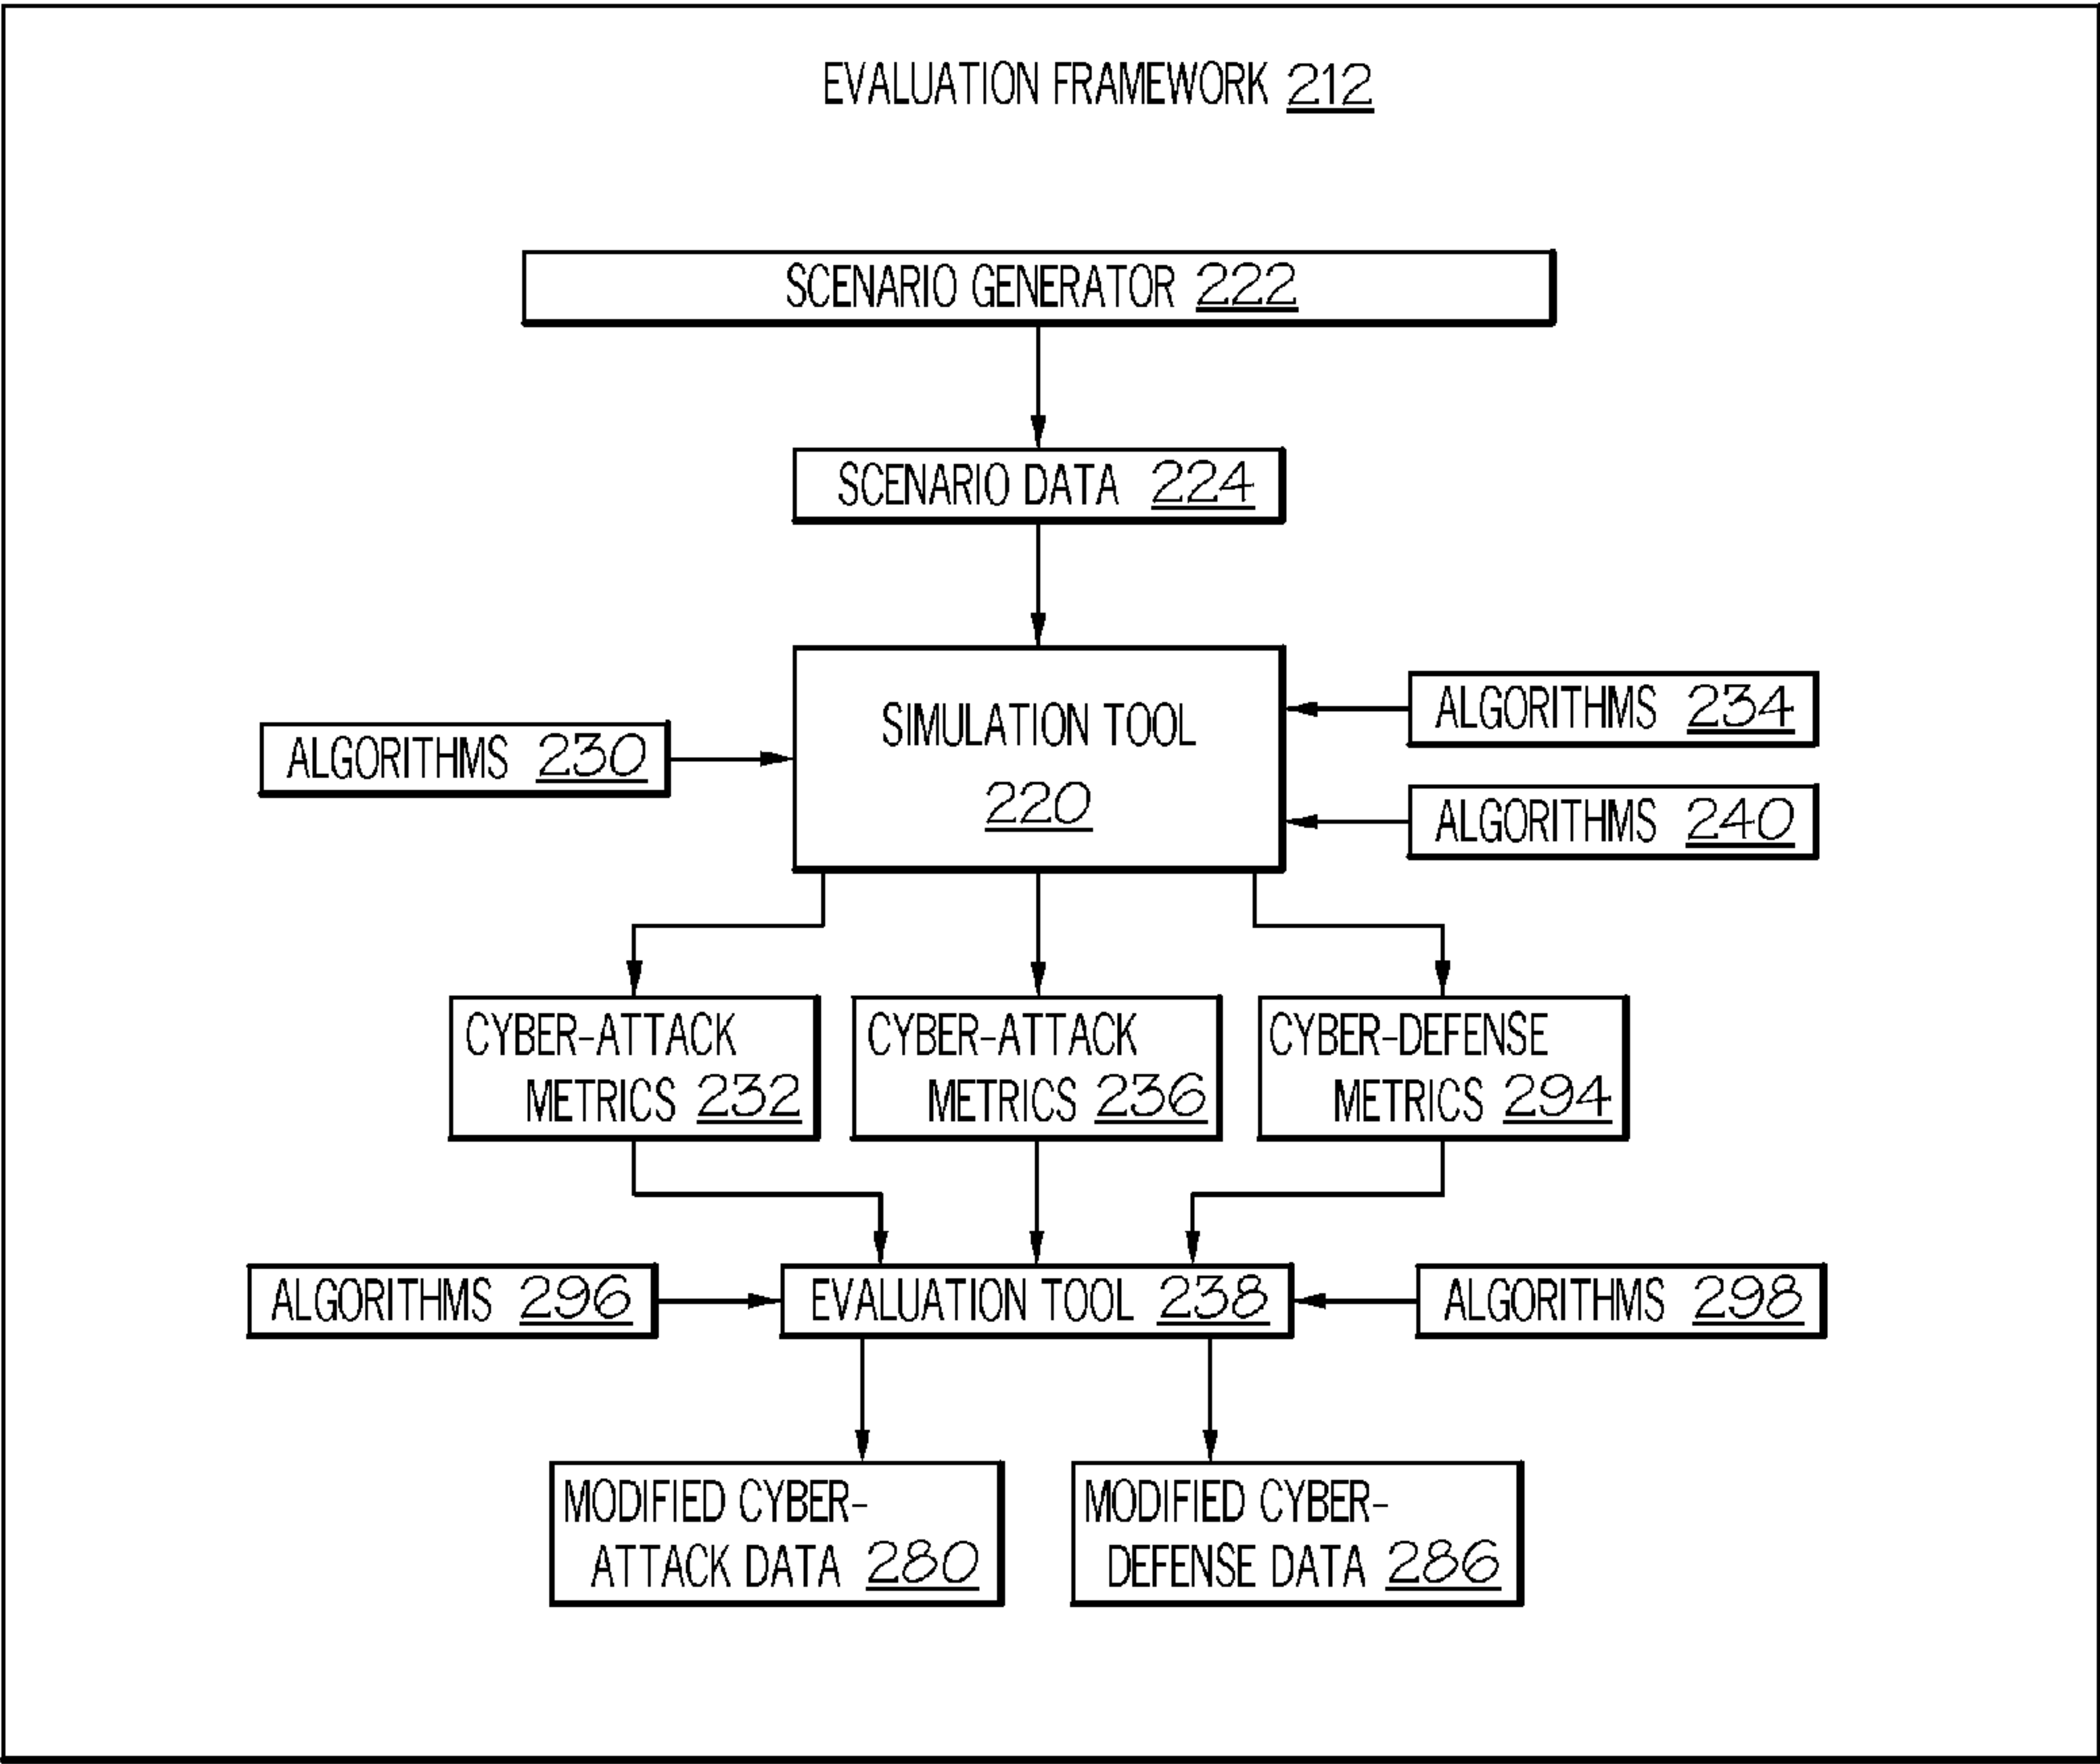 EVALUATION FRAMEWORK 212
SCENARIO GENERATOR 222
SCENARIO DATA 224
SIMULATION TOOL
220
ALGORITHMS 230
ALGORITHMS 234
ALGORITHMS 240
CYBER-ATTACK
METRICS 232
CYBER-ATTACK
METRICS 236
CYBER-DEFENSE
METRICS 294
ALGORITHMS 296
EVALUATION TOOL 238
ALGORITHMS 298
MODIFIED CYBER-
ATTACK DATA 280
MODIFIED CYBER-
DEFENSE DATA 286